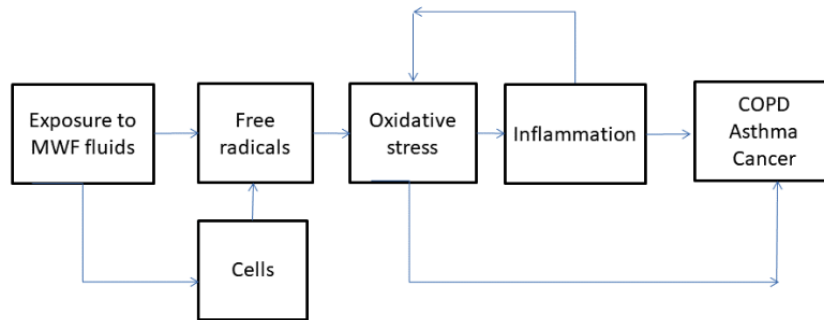 Exposure to
MWF fluids
Free
radicals
Oxidative
stress
Inflammation
COPD
Asthma
Cancer
Cells